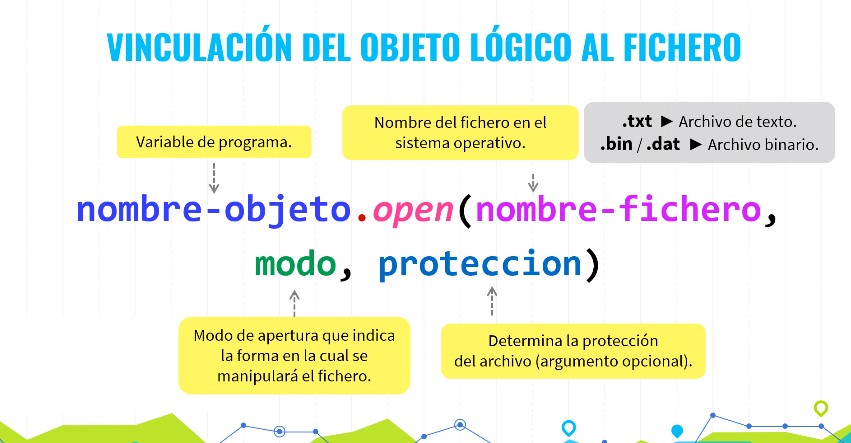 VINCULACIÓN DEL OBJETO LÓGICO AL FICHERO
Variable de programa.
Nombre del fichero en el
sistema operativo.
.txt ► Archivo de texto.
.bin / .dat ► Archivo binario.
nombre-objeto.open(nombre-fichero,
modo, proteccion)
Modo de apertura que indica
la forma en la cual se
manipulará el fichero.
Determina la protección
del archivo (argumento opcional).